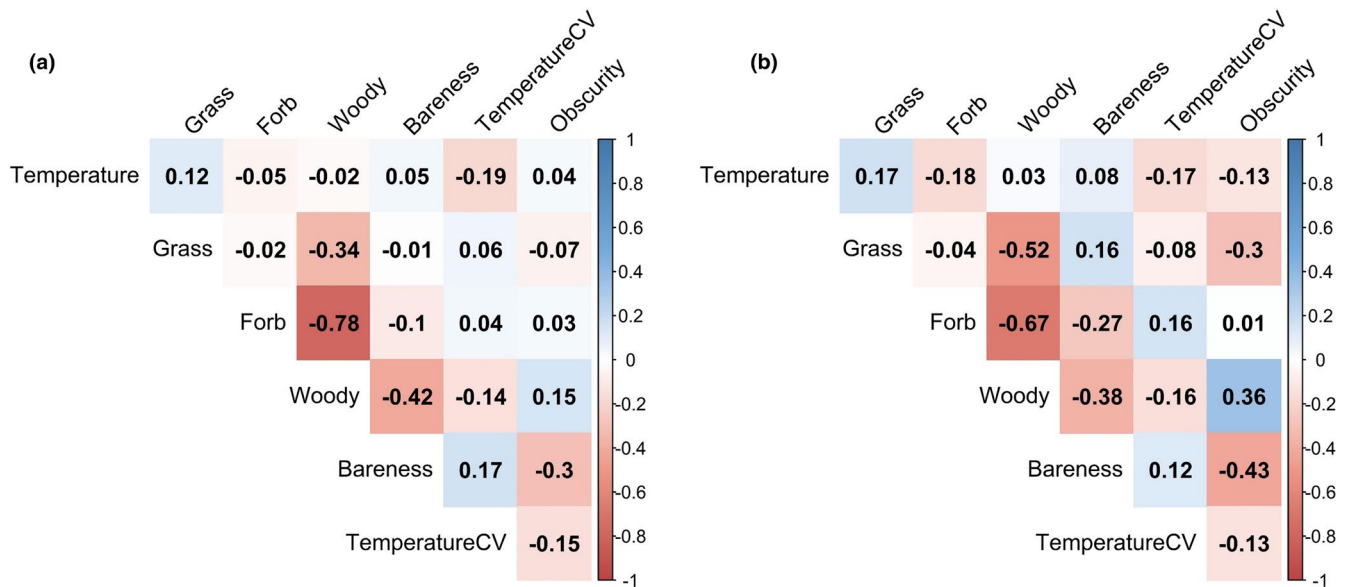 (a)
Grass Forb Woody Bareness TemperatureCV Obscurity
Temperature 0.12 -0.05 -0.02 0.05 -0.19 0.04
Grass -0.02 -0.34 -0.01 0.06 -0.07
Forb -0.78 -0.1 0.04 0.03
Woody -0.42 -0.14 0.15
Bareness 0.17 -0.3
TemperatureCV -0.15
1
0.8
0.6
0.4
0.2
0
-0.2
-0.4
-0.6
-0.8
-1
(b)
Grass Forb Woody Bareness TemperatureCV Obscurity
Temperature 0.17 -0.18 0.03 0.08 -0.17 -0.13
Grass -0.04 -0.52 0.16 -0.08 -0.3
Forb -0.67 -0.27 0.16 0.01
Woody -0.38 -0.16 0.36
Bareness 0.12 -0.43
TemperatureCV -0.13
1
0.8
0.6
0.4
0.2
0
-0.2
-0.4
-0.6
-0.8
-1